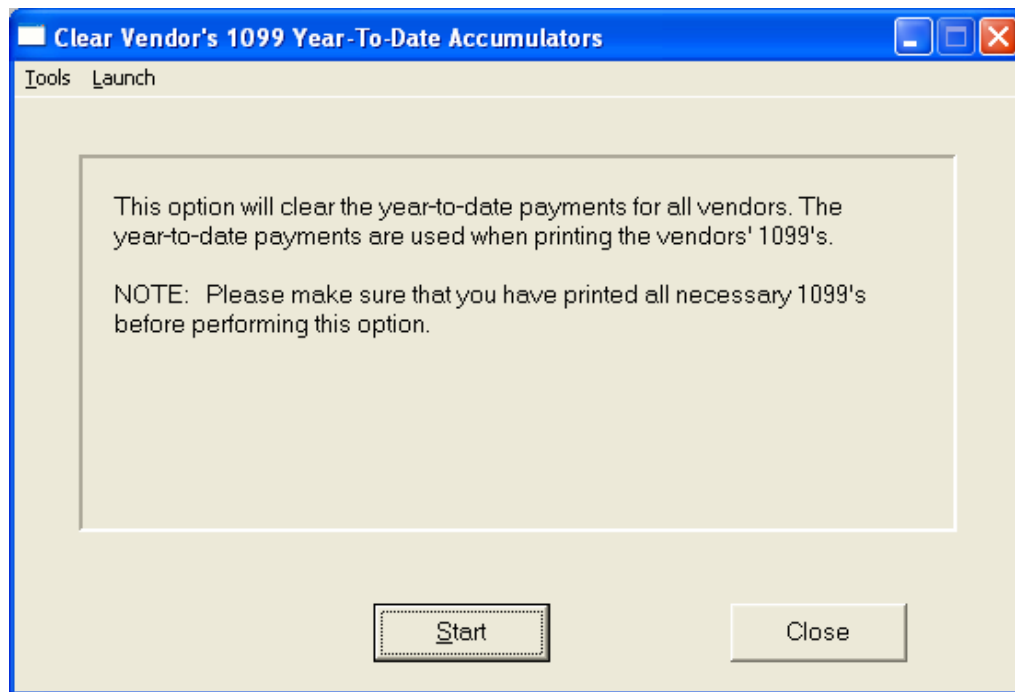 Clear Vendor's 1099 Year-To-Date Accumulators
Tools Launch
This option will clear the year-to-date payments for all vendors. The
year-to-date payments are used when printing the vendors' 1099's.
NOTE: Please make sure that you have printed all necessary 1099's
before performing this option.
Start Close